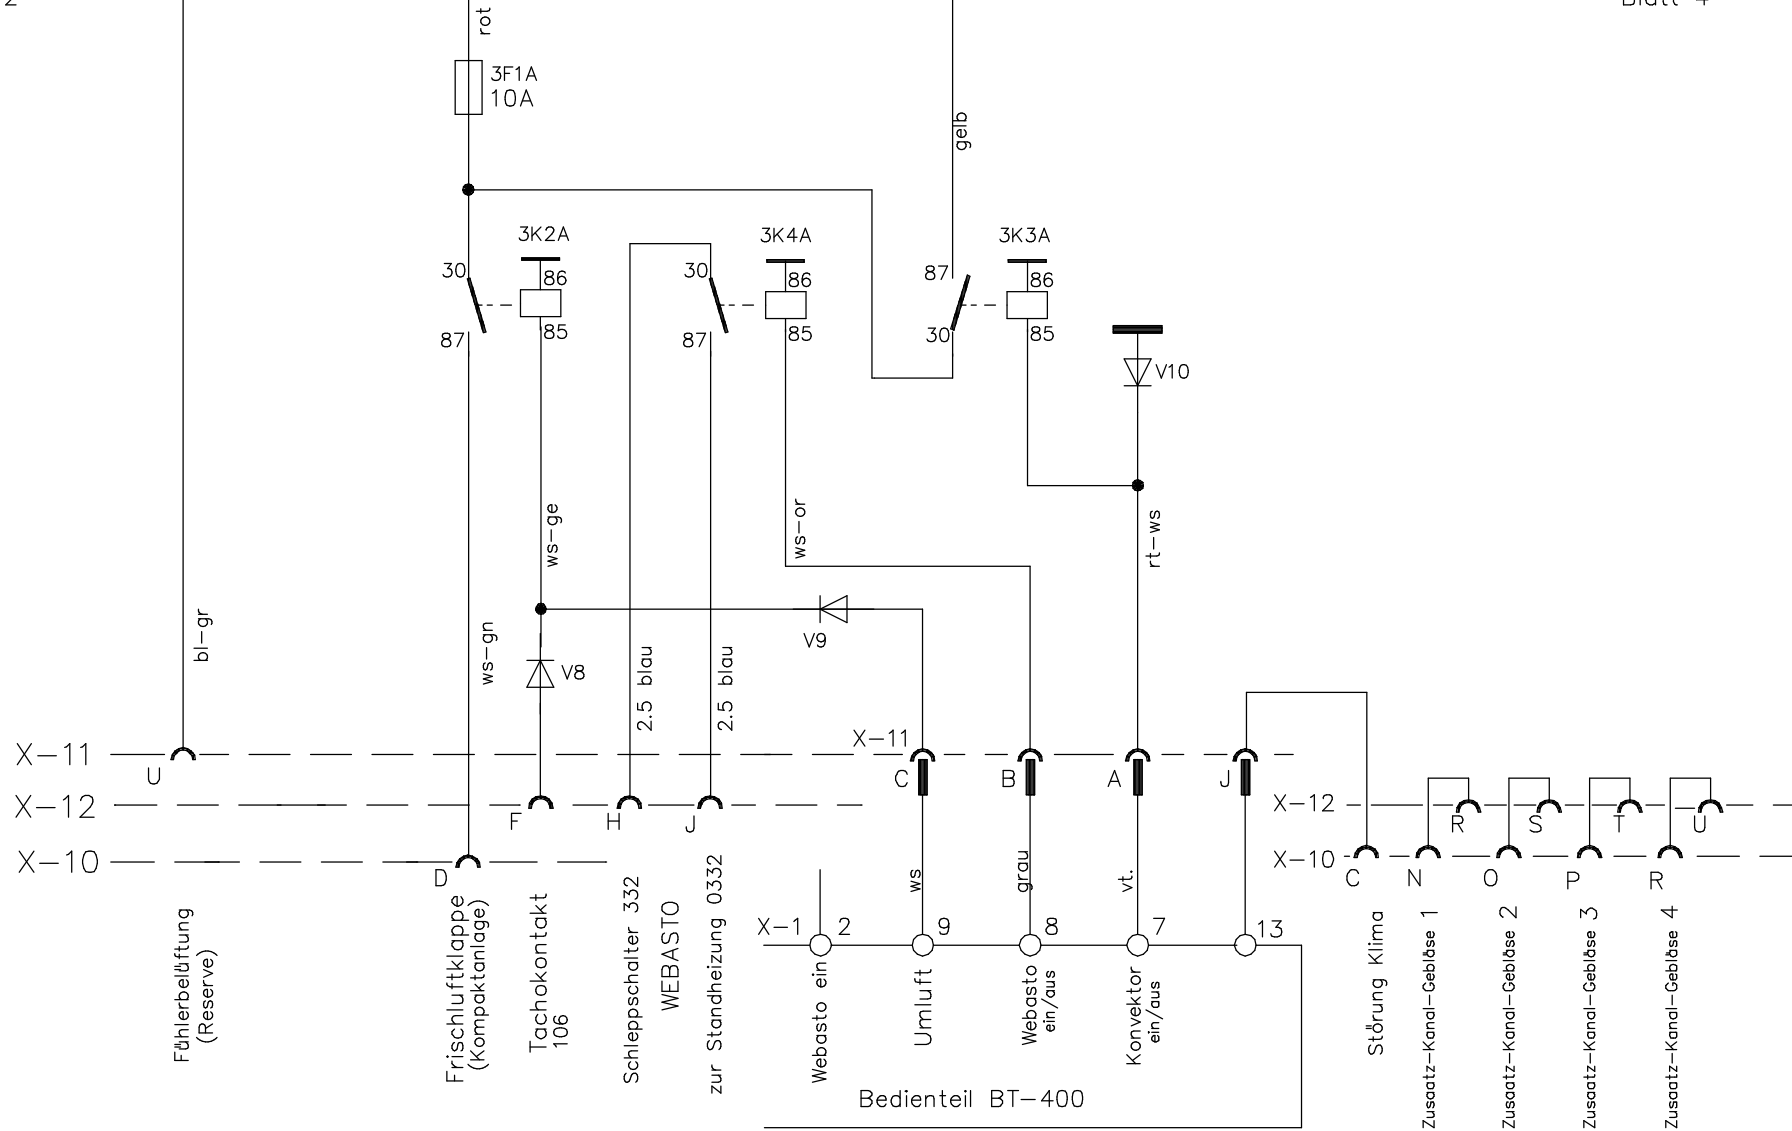 rot
3F1A
10A
gelb
3K2A
3K4A
3K3A
30
86
30
86
87
86
87
85
87
85
30
85
V10
ws-ge
ws-or
rt-ws
bl-gr
ws-gn
V9
V8
2.5 blau
2.5 blau
X-11
U
X-11
C
B
A
J
X-12
F
H
J
X-12
R
S
T
U
X-10
D
X-10
C
N
O
P
R
ws
grau
vt.
X-1
2
9
8
7
13
Fühlerbelüftung
(Reserve)
Frischluftklappe
(Kompaktanlage)
Tachokontakt
106
Schleppschalter 332
WEBASTO
zur Standheizung 0332
Webasto ein
Umluft
Webasto
ein/aus
Konvektor
ein/aus
Störung Klima
Zusatz-Kanal-Gebläse 1
Zusatz-Kanal-Gebläse 2
Zusatz-Kanal-Gebläse 3
Zusatz-Kanal-Gebläse 4
Bedienteil BT-400